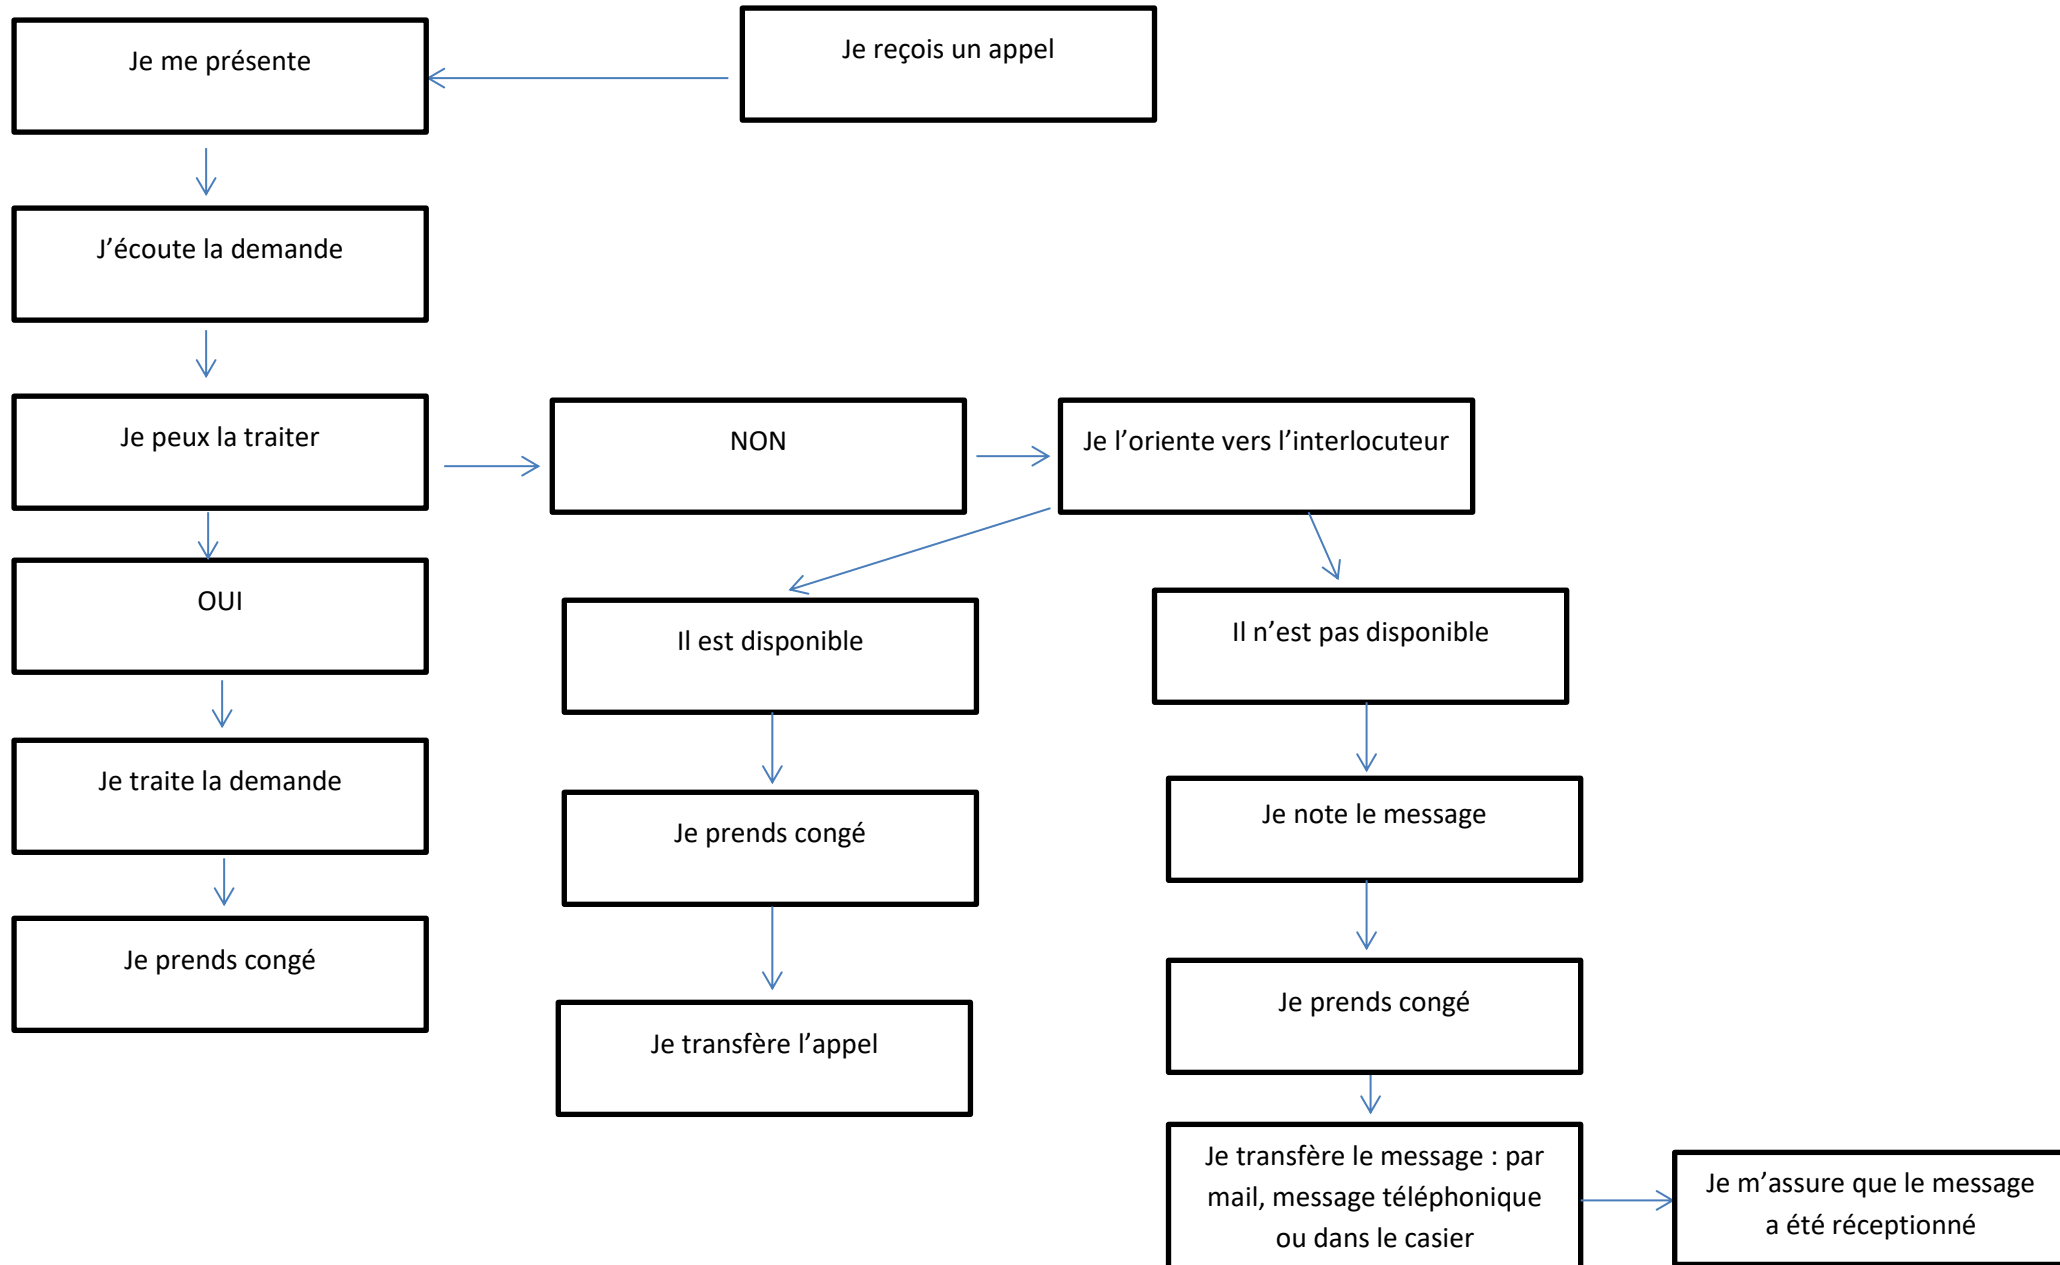 Je reçois un appel
Je me présente
J’écoute la demande
Je peux la traiter
NON
Je l’oriente vers l’interlocuteur
OUI
Il est disponible
Il n’est pas disponible
Je traite la demande
Je prends congé
Je note le message
Je prends congé
Je prends congé
Je transfère l’appel
Je transfère le message : par
mail, message téléphonique
ou dans le casier
Je m’assure que le message
a été réceptionné